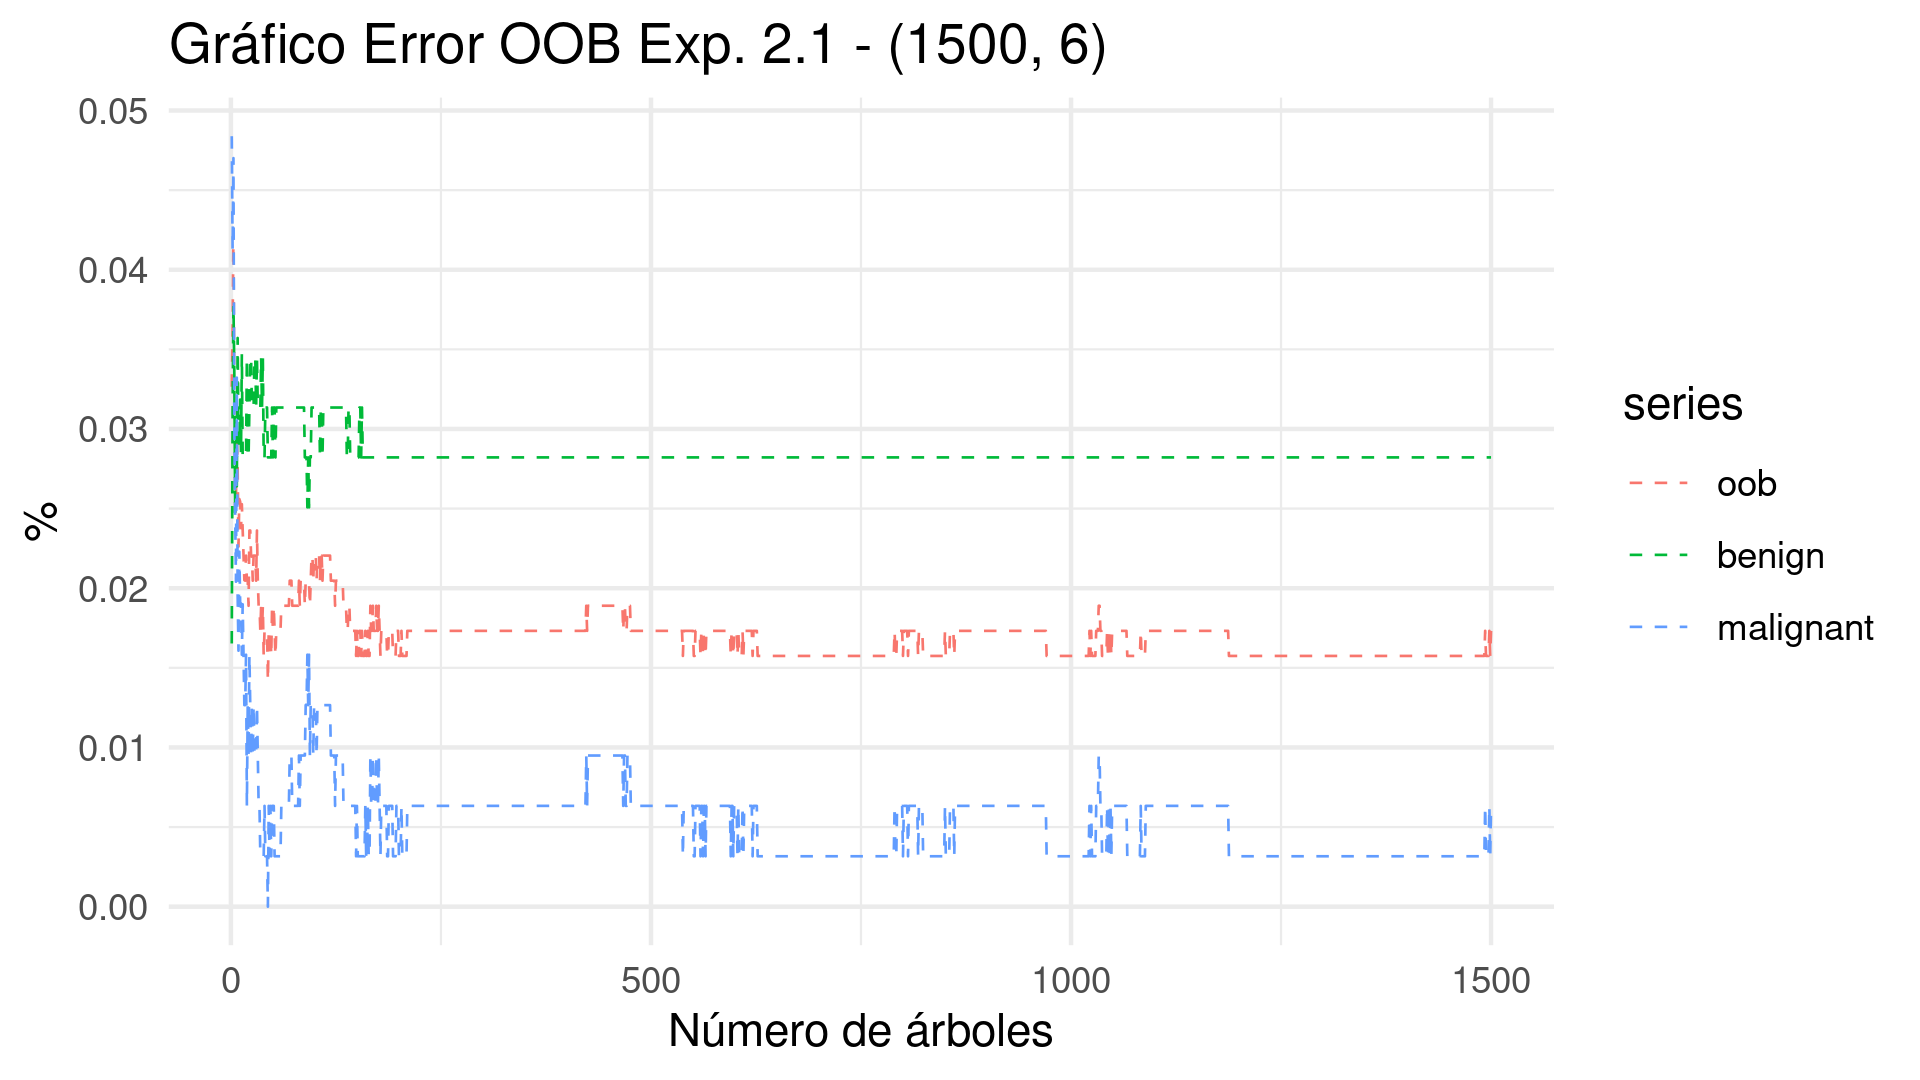 Gráfico Error OOB Exp. 2.1 - (1500, 6)
0.05
0.04
0.03
0.02
0.01
0.00
%
0
500
1000
1500
Número de árboles
series
oob
benign
malignant